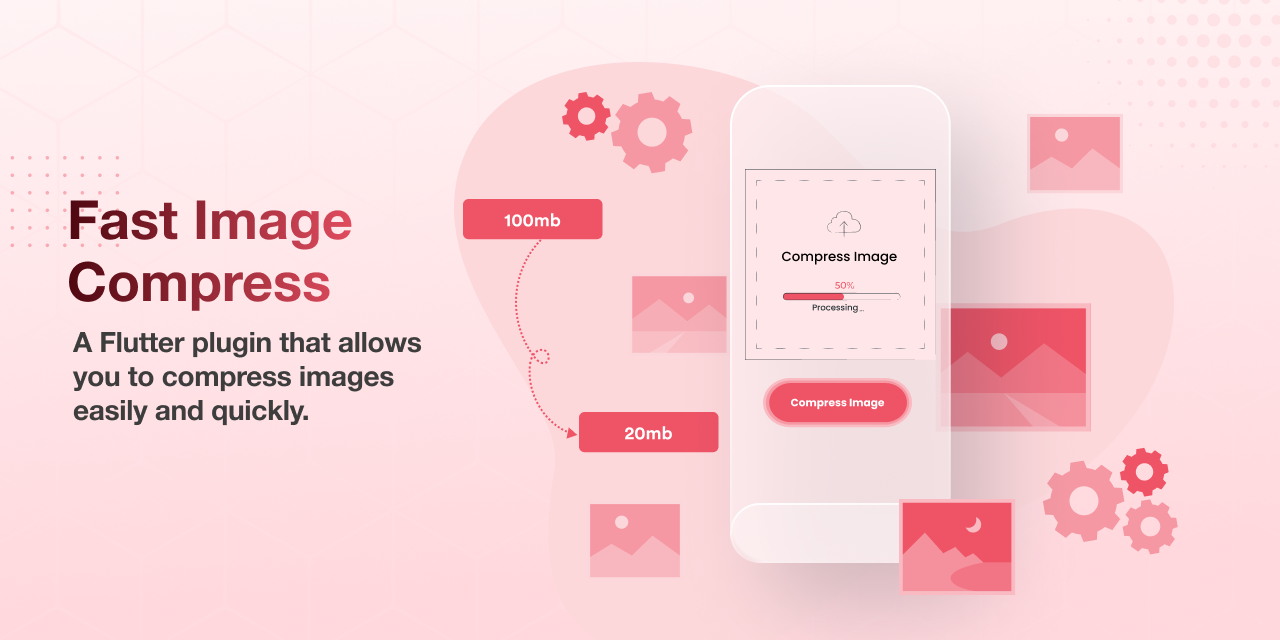 Fast Image
Compress
A Flutter plugin that allows
you to compress images
easily and quickly.
100mb
20mb
Compress Image
50%
Processing...
Compress Image